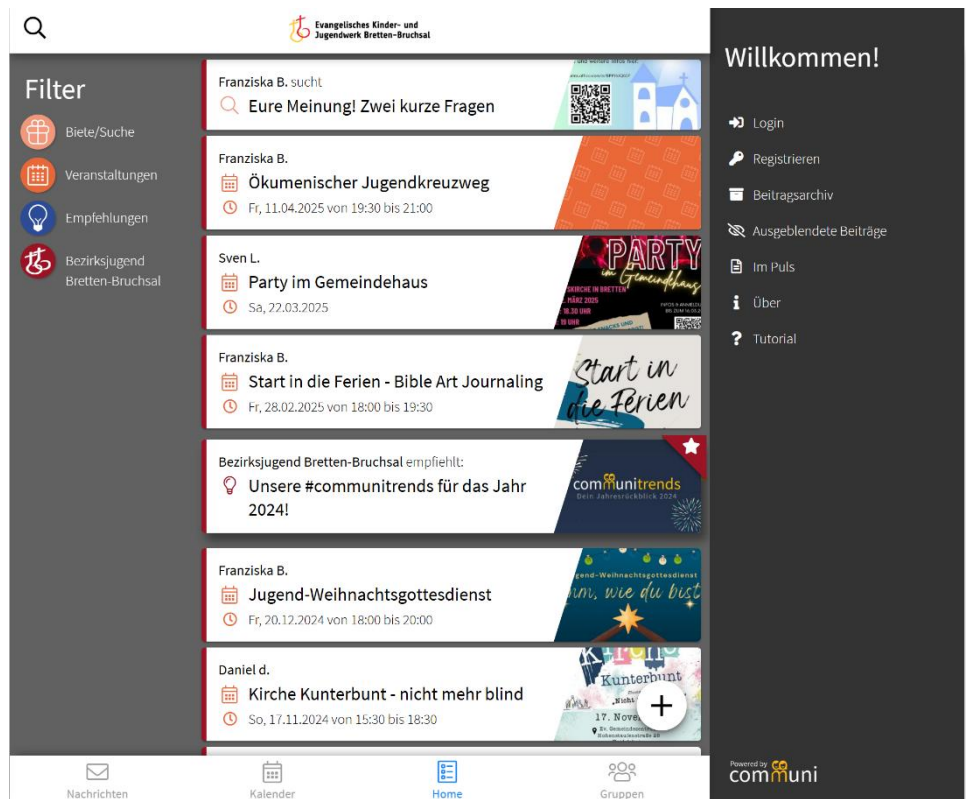 Evangelisches Kinder- und
Jugendwerk Bretten-Bruchsal
Filter
Biete/Suche
Veranstaltungen
Empfehlungen
Bezirksjugend
Bretten-Bruchsal
Franziska B. sucht
Eure Meinung! Zwei kurze Fragen
Franziska B.
Ökumenischer Jugendkreuzweg
Fr, 11.04.2025 von 19:30 bis 21:00
Sven L.
Party im Gemeindehaus
Sa, 22.03.2025
PARTY
im Gemeindehaus
Franziska B.
Start in die Ferien - Bible Art Journaling
Fr, 28.02.2025 von 18:00 bis 19:30
Start in
die Ferien
Bezirksjugend Bretten-Bruchsal empfiehlt:
Unsere #communitrends für das Jahr
2024!
communitrends
Dein Jahresrückblick 2024
Franziska B.
Jugend-Weihnachtsgottesdienst
Fr, 20.12.2024 von 18:00 bis 20:00
wie du bist
Daniel d.
Kirche Kunterbunt - nicht mehr blind
So, 17.11.2024 von 15:30 bis 18:30
Kunterbunt
Nachrichten
Kalender
Home
Gruppen
Willkommen!
Login
Registrieren
Beitragsarchiv
Ausgeblendete Beiträge
Im Puls
Über
Tutorial
Powered by
communi